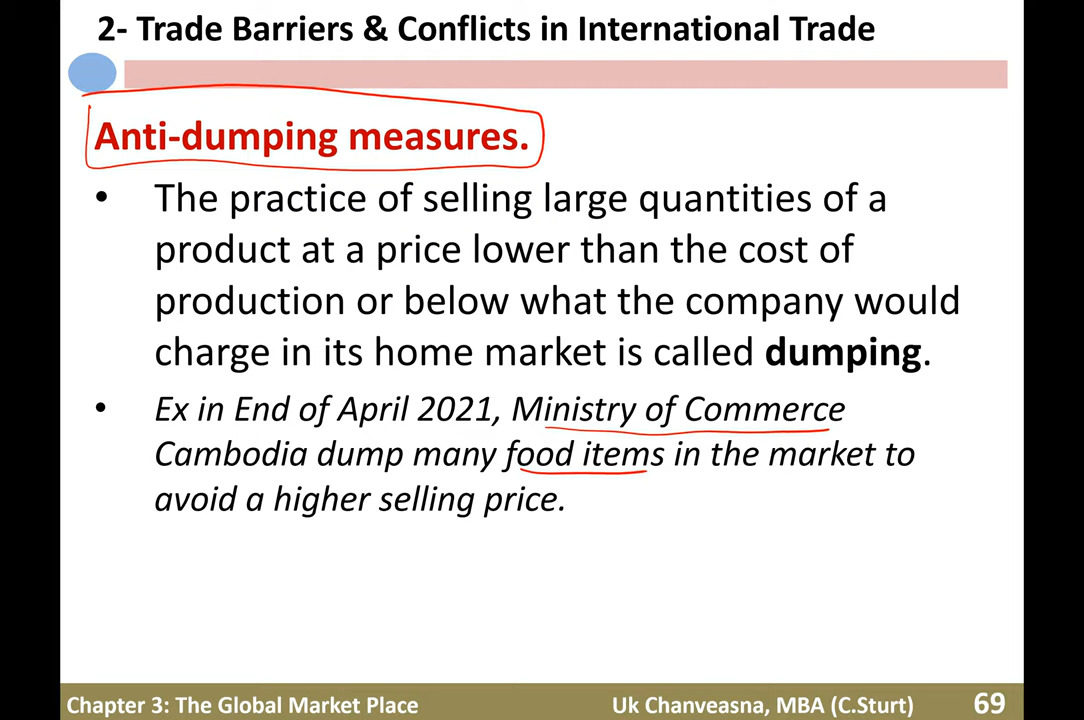 2- Trade Barriers & Conflicts in International Trade
Anti-dumping measures.
• The practice of selling large quantities of a
product at a price lower than the cost of
production or below what the company would
charge in its home market is called dumping.
• Ex in End of April 2021, Ministry of Commerce
Cambodia dump many food items in the market to
avoid a higher selling price.
Chapter 3: The Global Market Place Uk Chanveasna, MBA (C.Sturt) 69